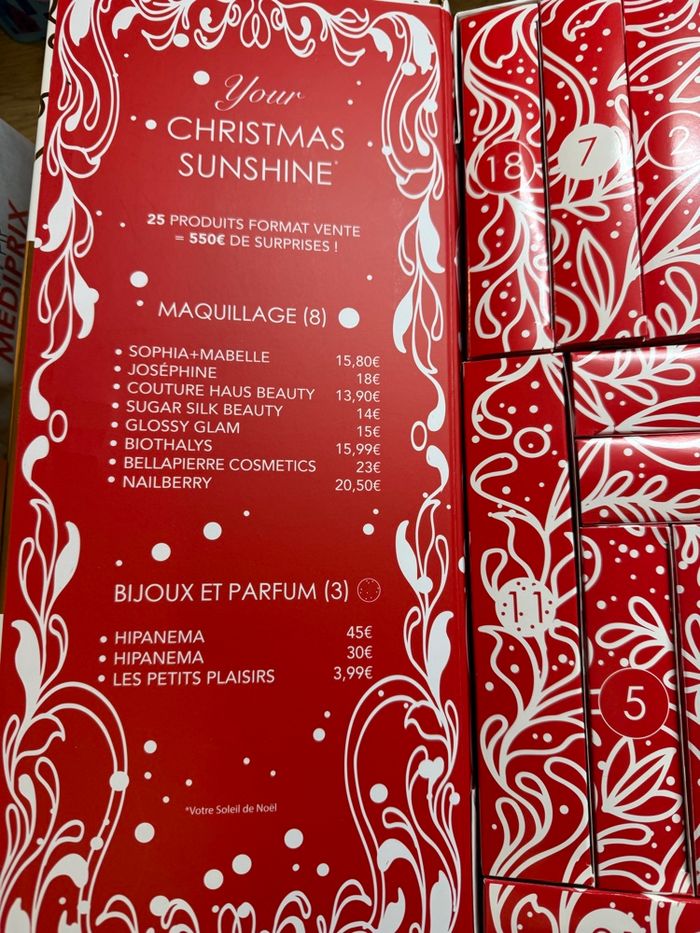 Your
CHRISTMAS
SUNSHINE*
25 PRODUITS FORMAT VENTE
= 550€ DE SURPRISES !
MAQUILLAGE (8)
• SOPHIA+MABELLE 15,80€
• JOSÉPHINE 18€
• COUTURE HAUS BEAUTY 13,90€
• SUGAR SILK BEAUTY 14€
• GLOSSY GLAM 15€
• BIOTHALYS 15,99€
• BELLAPIERRE COSMETICS 23€
• NAILBERRY 20,50€
BIJOUX ET PARFUM (3)
• HIPANEMA 45€
• HIPANEMA 30€
• LES PETITS PLAISIRS 3,99€
*Votre Soleil de Noël
MEDIPRIX
18
7
11
5